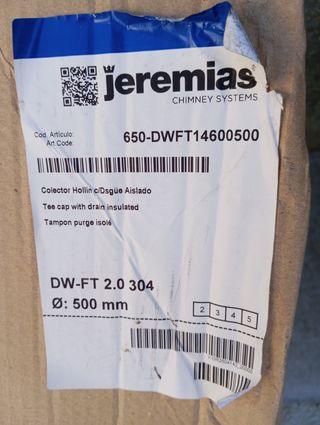 jeremias
CHIMNEY SYSTEMS
Cod. Articulo:
Art.Code:
650-DWFT14600500
Colector Hollin c/Dsgüe Aislado
Tee cap with drain insulated
Tampon purge isolé
DW-FT 2.0 304
Ø: 500 mm
2 3 4 5